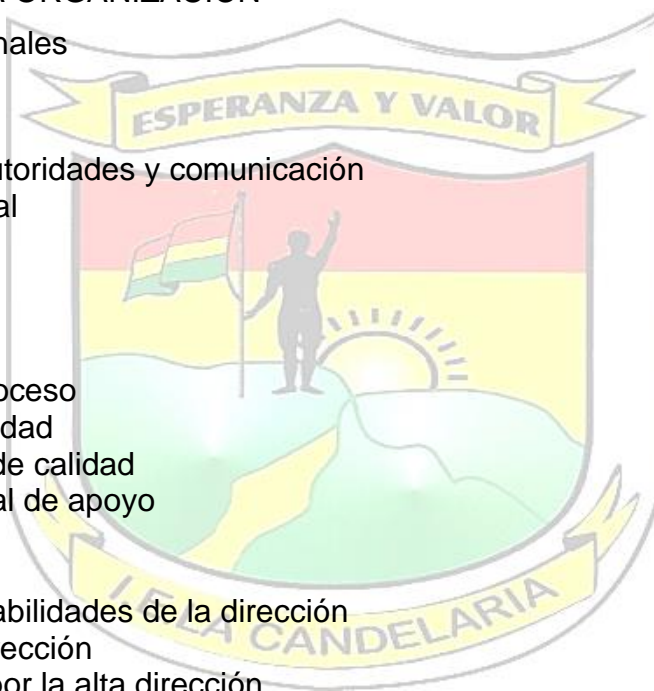 A ORGANIZACIÓN
nales
ESPERANZA Y VALOR
utoridades y comunicación
al
oceso
dad
de calidad
al de apoyo
abilidades de la dirección
I.E LA CANDELARIA
ección
por la alta dirección